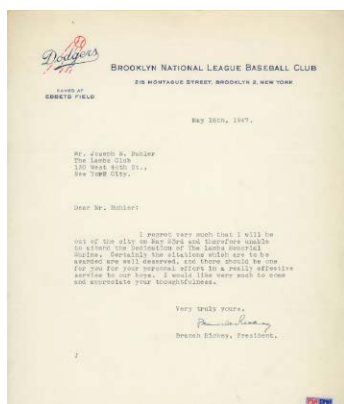 Dodgers
BROOKLYN NATIONAL LEAGUE BASEBALL CLUB
215 MONTAGUE STREET, BROOKLYN 2, NEW YORK
GAMES AT
EBBETS FIELD
May 16th, 1947.
Mr. Joseph S. Buhler
The Lambs Club
130 West 44th St.,
New York City.
Dear Mr. Buhler:
I regret very much that I will be
out of the city on May 23rd and therefore unable
to attend the Dedication of The Lambs Memorial
Shrine. Certainly the citations which are to be
awarded are well deserved, and there should be one
for you for your personal effort in a really effective
service to our boys. I would like very much to come
and appreciate your thoughtfulness.
Very truly yours,
Branch Rickey, President.